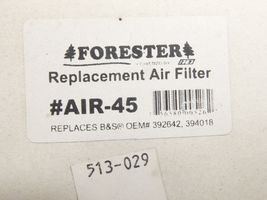 FORESTER
Replacement Air Filter
#AIR-45
REPLACES B&S® OEM# 392642, 394018
513-029